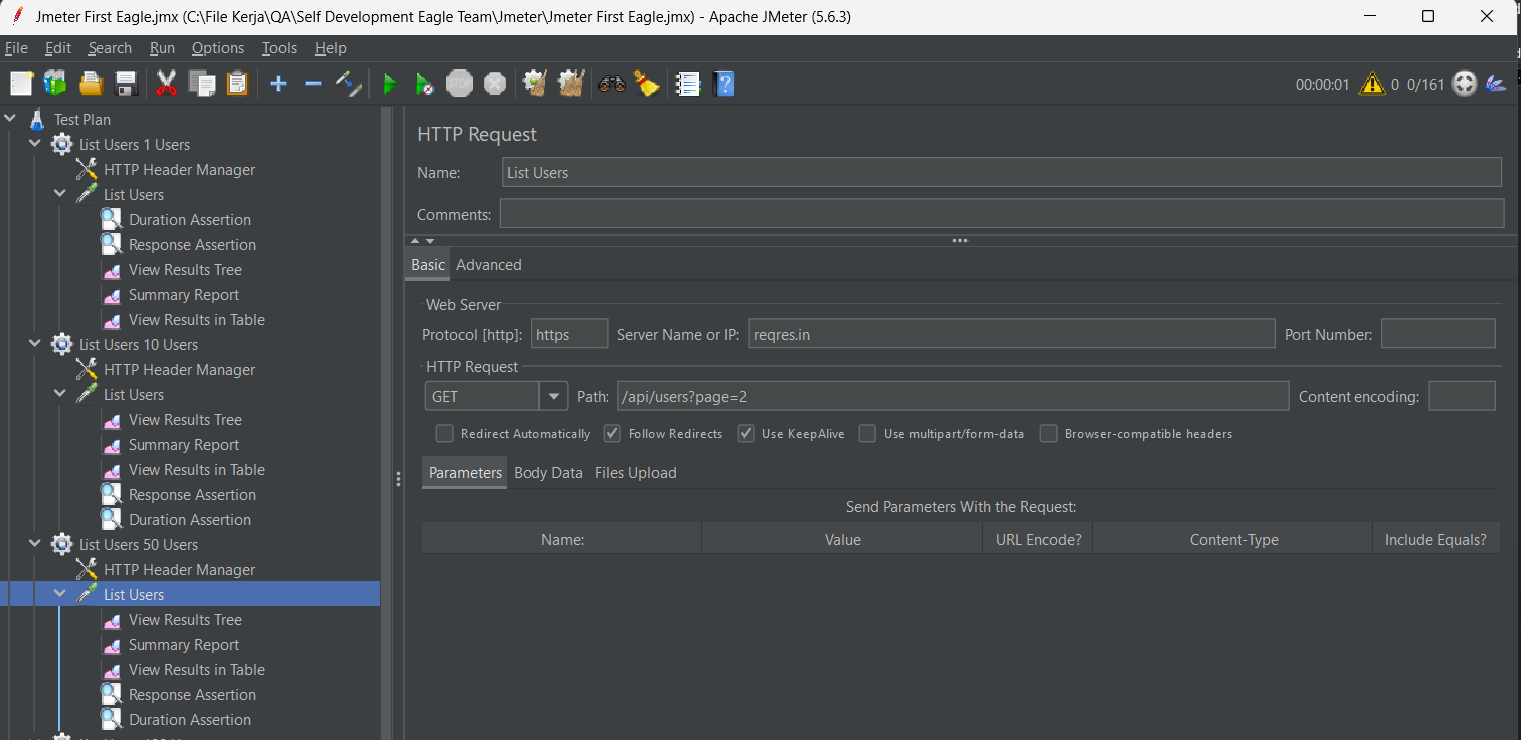 Jmeter First Eagle.jmx (C:\File Kerja\QA\Self Development Eagle Team\Jmeter\Jmeter First Eagle.jmx) - Apache JMeter (5.6.3)
File Edit Search Run Options Tools Help
STOP 00:00:01 0 0/161
Test Plan
List Users 1 Users
HTTP Header Manager
List Users
Duration Assertion
Response Assertion
View Results Tree
Summary Report
View Results in Table
List Users 10 Users
HTTP Header Manager
List Users
View Results Tree
Summary Report
View Results in Table
Response Assertion
Duration Assertion
List Users 50 Users
HTTP Header Manager
List Users
View Results Tree
Summary Report
View Results in Table
Response Assertion
Duration Assertion
HTTP Request
Name: List Users
Comments:
Basic Advanced
Web Server
Protocol [http]: https Server Name or IP: reqres.in Port Number:
HTTP Request
GET Path: /api/users?page=2 Content encoding:
Redirect Automatically Follow Redirects Use KeepAlive Use multipart/form-data Browser-compatible headers
Parameters Body Data Files Upload
Send Parameters With the Request:
Name: Value URL Encode? Content-Type Include Equals?